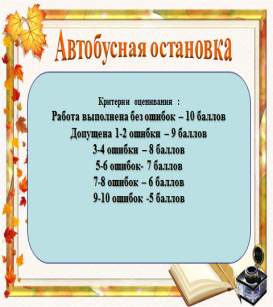 Автобусная остановка
Критерии оценивания :
Работа выполнена без ошибок – 10 баллов
Допущена 1-2 ошибки – 9 баллов
3-4 ошибки – 8 баллов
5-6 ошибок- 7 баллов
7-8 ошибок – 6 баллов
9-10 ошибок -5 баллов